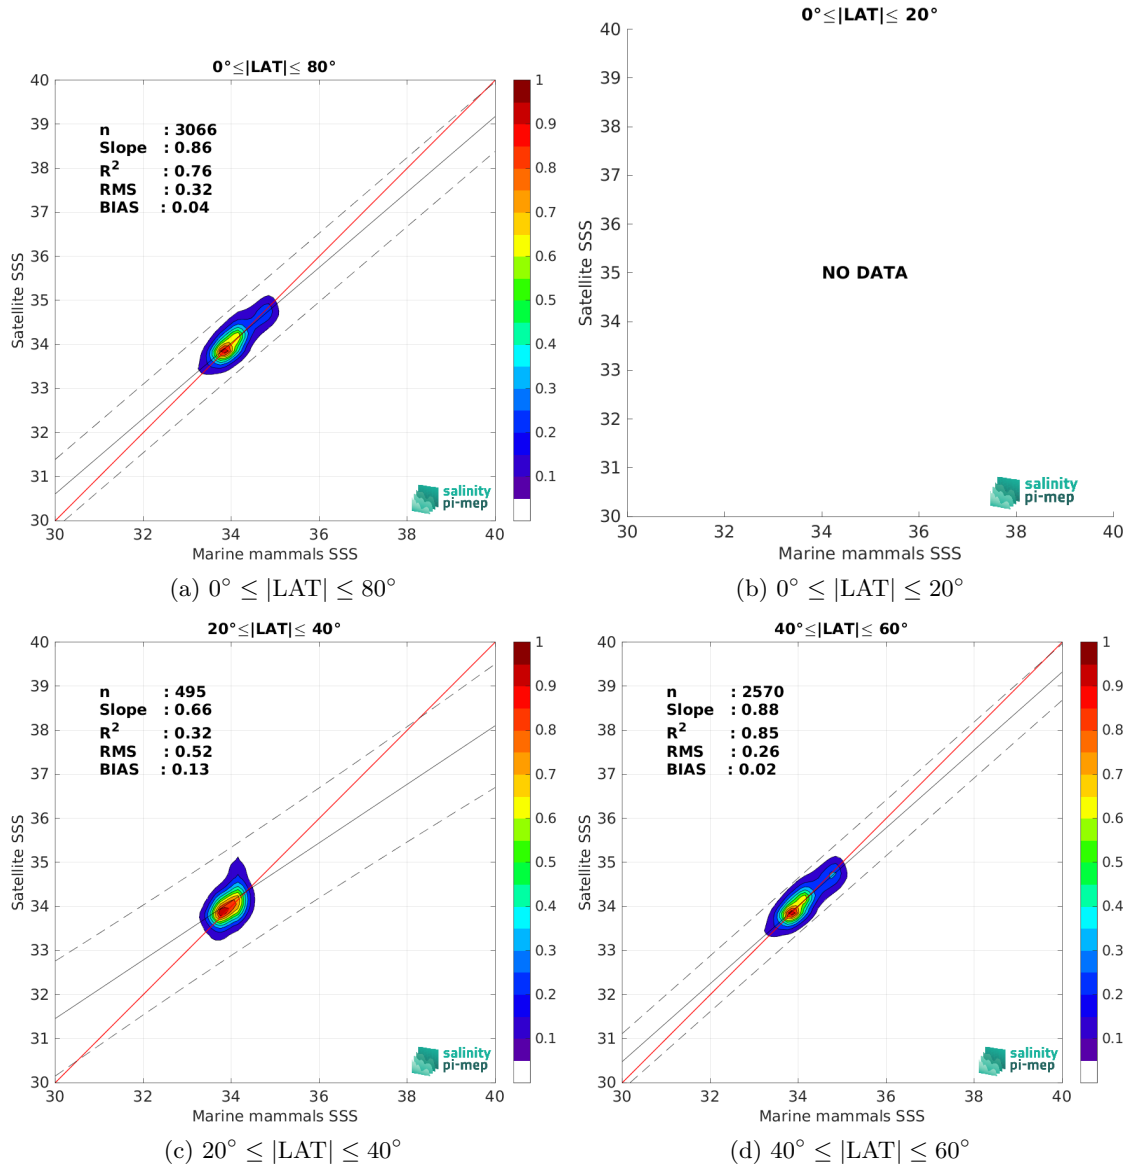 0°≤|LAT|≤ 80°
n : 3066
Slope : 0.86
R² : 0.76
RMS : 0.32
BIAS : 0.04
40
39
38
37
36
35
34
33
32
31
30
30 32 34 36 38 40
Satellite SSS
Marine mammals SSS
1
0.9
0.8
0.7
0.6
0.5
0.4
0.3
0.2
0.1
salinity
pi-mep
(a) 0° ≤ |LAT| ≤ 80°
0°≤|LAT|≤ 20°
40
39
38
37
36
35
34
33
32
31
30
30 32 34 36 38 40
Satellite SSS
NO DATA
Marine mammals SSS
salinity
pi-mep
(b) 0° ≤ |LAT| ≤ 20°
20°≤|LAT|≤ 40°
n : 495
Slope : 0.66
R² : 0.32
RMS : 0.52
BIAS : 0.13
40
39
38
37
36
35
34
33
32
31
30
30 32 34 36 38 40
Satellite SSS
Marine mammals SSS
1
0.9
0.8
0.7
0.6
0.5
0.4
0.3
0.2
0.1
salinity
pi-mep
(c) 20° ≤ |LAT| ≤ 40°
40°≤|LAT|≤ 60°
n : 2570
Slope : 0.88
R² : 0.85
RMS : 0.26
BIAS : 0.02
40
39
38
37
36
35
34
33
32
31
30
30 32 34 36 38 40
Satellite SSS
Marine mammals SSS
1
0.9
0.8
0.7
0.6
0.5
0.4
0.3
0.2
0.1
salinity
pi-mep
(d) 40° ≤ |LAT| ≤ 60°